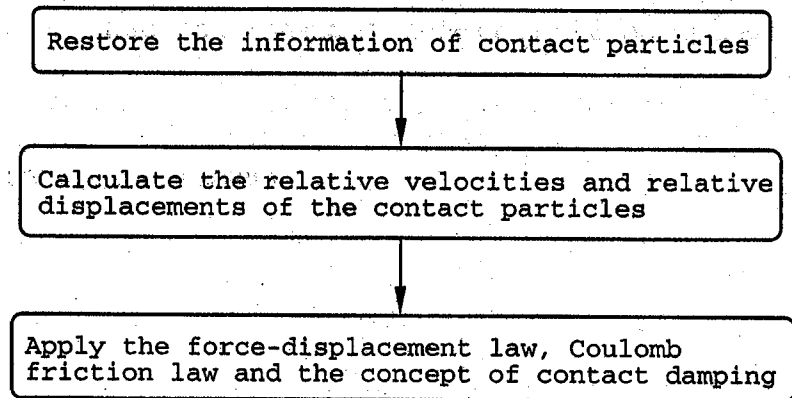 Restore the information of contact particles
Calculate the relative velocities and relative
displacements of the contact particles
Apply the force-displacement law, Coulomb
friction law and the concept of contact damping